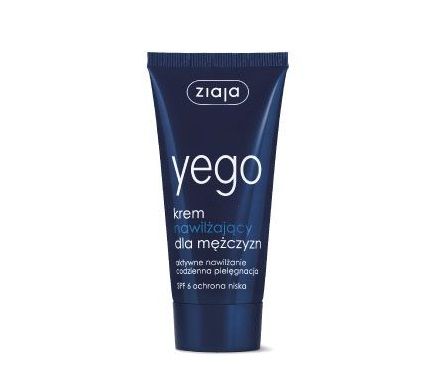 ziaja
yego
krem
nawilżający
dla mężczyzn
aktywne nawilżanie
codzienna pielęgnacja
SPF 6 ochrona niska